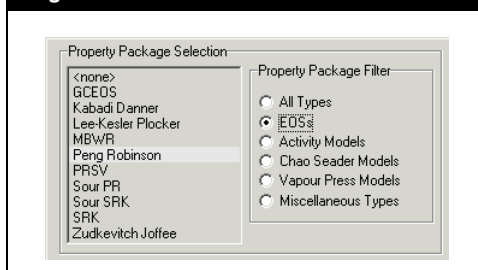 Property Package Selection
<none>
GCEOS
Kabadi Danner
Lee-Kesler Plocker
MBWR
Peng Robinson
PRSV
Sour PR
Sour SRK
SRK
Zudkevitch Joffee
Property Package Filter
All Types
EOSs
Activity Models
Chao Seader Models
Vapour Press Models
Miscellaneous Types